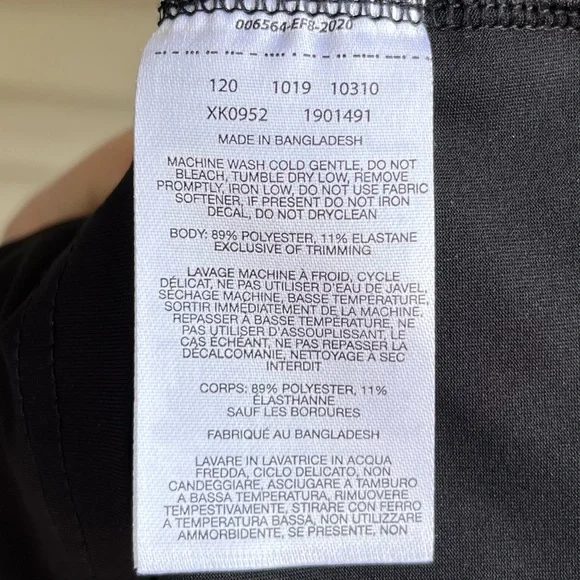 006564-EF8-2020
120 1019 10310
XK0952 1901491
MADE IN BANGLADESH
MACHINE WASH COLD GENTLE, DO NOT
BLEACH, TUMBLE DRY LOW, REMOVE
PROMPTLY, IRON LOW, DO NOT USE FABRIC
SOFTENER, IF PRESENT DO NOT IRON
DECAL, DO NOT DRYCLEAN
BODY: 89% POLYESTER, 11% ELASTANE
EXCLUSIVE OF TRIMMING
LAVAGE MACHINE À FROID, CYCLE
DÉLICAT, NE PAS UTILISER D'EAU DE JAVEL,
SÉCHAGE MACHINE, BASSE TEMPÉRATURE,
SORTIR IMMÉDIATEMENT DE LA MACHINE.
REPASSER À BASSE TEMPÉRATURE, NE
PAS UTILISER D'ASSOUPLISSANT. LE
CAS ÉCHÉANT, NE PAS REPASSER LA
DÉCALCOMANIE, NETTOYAGE À SEC
INTERDIT
CORPS: 89% POLYESTER, 11%
ÉLASTHANNE
SAUF LES BORDURES
FABRIQUÉ AU BANGLADESH
LAVARE IN LAVATRICE IN ACQUA
FREDDA, CICLO DELICATO, NON
CANDEGGIARE, ASCIUGARE A TAMBURO
A BASSA TEMPERATURA, RIMUOVERE
TEMPESTIVAMENTE, STIRARE CON FERRO
A TEMPERATURA BASSA, NON UTILIZZARE
AMMORBIDENTE, SE PRESENTE, NON